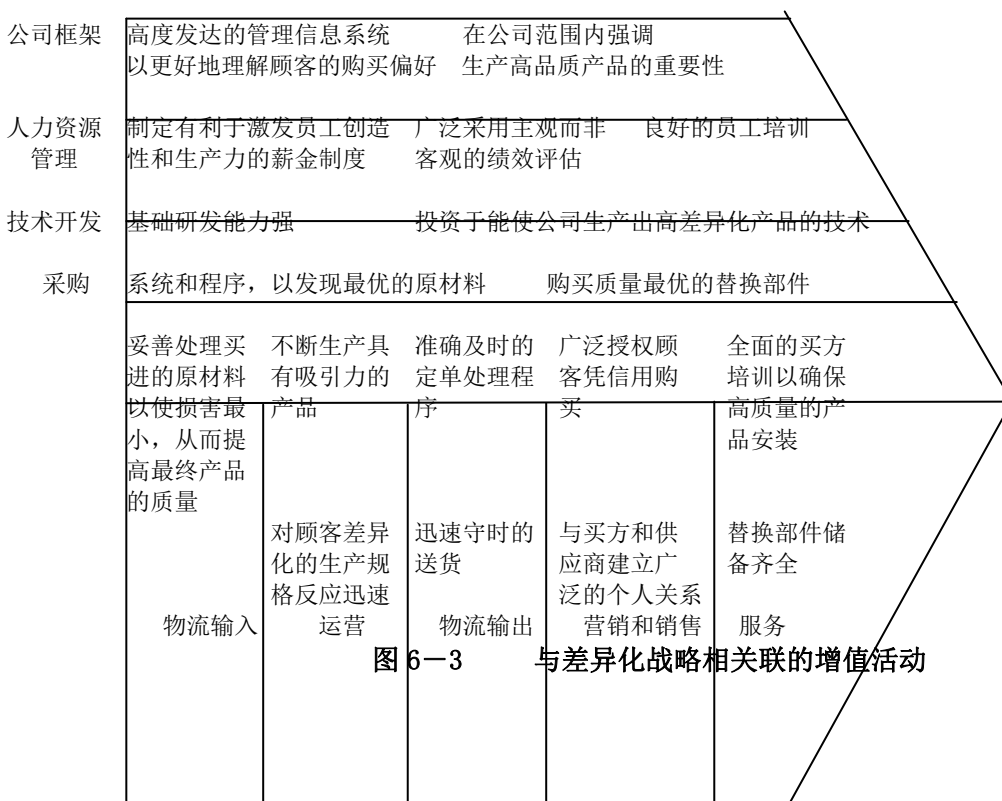 公司框架 高度发达的管理信息系统 在公司范围内强调
以更好地理解顾客的购买偏好 生产高品质产品的重要性
人力资源 制定有利于激发员工创造 广泛采用主观而非 良好的员工培训
管理 性和生产力的薪金制度 客观的绩效评估
技术开发 基础研发能力强 投资于能使公司生产出高差异化产品的技术
采购 系统和程序，以发现最优的原材料 购买质量最优的替换部件
妥善处理买 不断生产具 准确及时的 广泛授权顾 全面的买方
进的原材料 有吸引力的 定单处理程 客凭信用购 培训以确保
以使损害最 产品 序 买 高质量的产
小，从而提 品安装
高最终产品
的质量
对顾客差异 迅速守时的 与买方和供 替换部件储
化的生产规 送货 应商建立广 备齐全
格反应迅速 泛的个人关系
物流输入 运营 物流输出 营销和销售 服务
图 6－3 与差异化战略相关联的增值活动